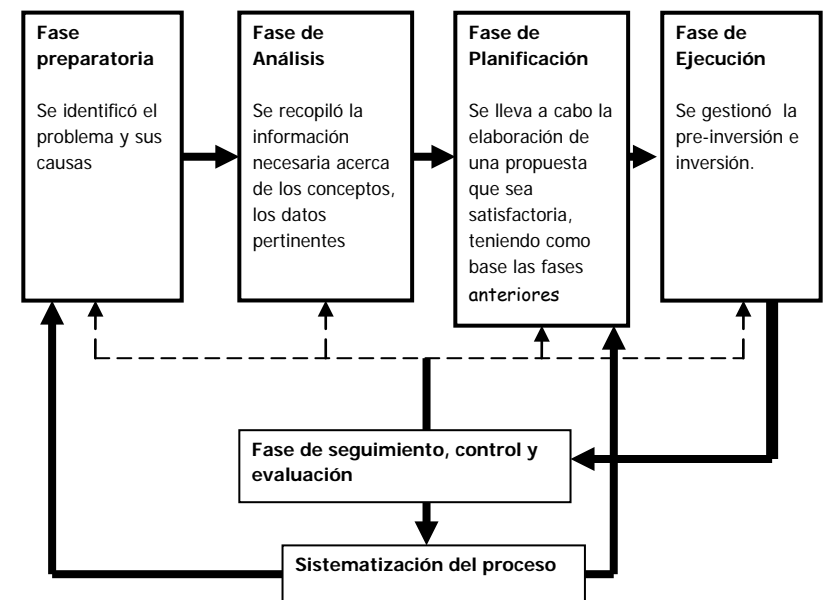 Fase
preparatoria
Se identificó el
problema y sus
causas
Fase de
Análisis
Se recopiló la
información
necesaria acerca
de los conceptos,
los datos
pertinentes
Fase de
Planificación
Se lleva a cabo la
elaboración de
una propuesta
que sea
satisfactoria,
teniendo como
base las fases
anteriores
Fase de
Ejecución
Se gestionó la
pre-inversión e
inversión.
Fase de seguimiento, control y
evaluación
Sistematización del proceso